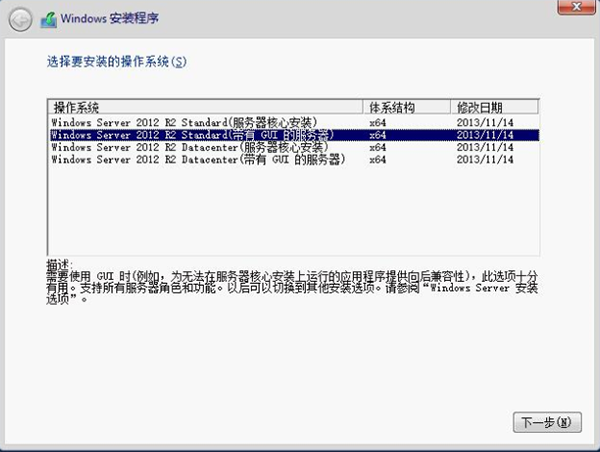 Windows 安装程序
选择要安装的操作系统(S)
操作系统 体系结构 修改日期
Windows Server 2012 R2 Standard(服务器核心安装) x64 2013/11/14
Windows Server 2012 R2 Standard(带有 GUI 的服务器) x64 2013/11/14
Windows Server 2012 R2 Datacenter(服务器核心安装) x64 2013/11/14
Windows Server 2012 R2 Datacenter(带有 GUI 的服务器) x64 2013/11/14
描述:
需要使用 GUI 时(例如，为无法在服务器核心安装上运行的应用程序提供向后兼容性)，此选项十分
有用。支持所有服务器角色和功能。以后可以切换到其他安装选项。请参阅“Windows Server 安装
选项”。
下一步(N)